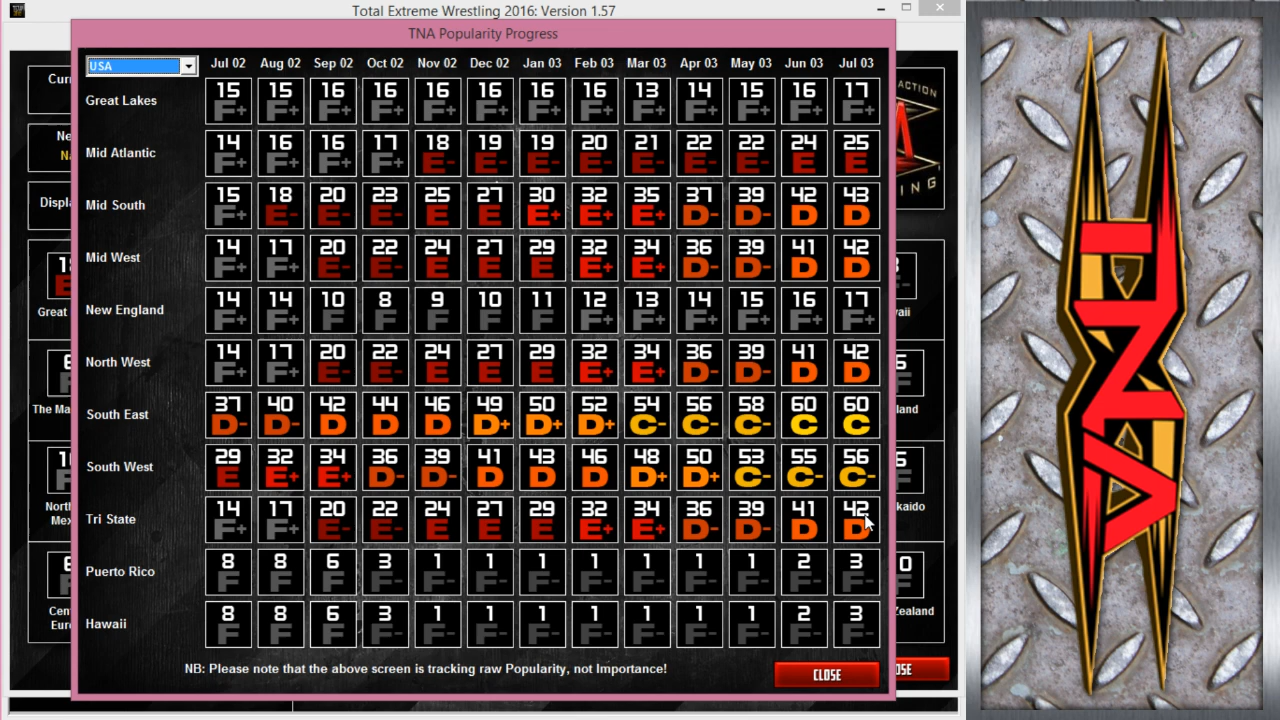 Total Extreme Wrestling 2016: Version 1.57
TNA Popularity Progress
USA Jul 02 Aug 02 Sep 02 Oct 02 Nov 02 Dec 02 Jan 03 Feb 03 Mar 03 Apr 03 May 03 Jun 03 Jul 03
Great Lakes 15 15 16 16 16 16 16 16 13 14 15 16 17
F+ F+ F+ F+ F+ F+ F+ F+ F+ F+ F+ F+ F+
Mid Atlantic 14 16 16 17 18 19 19 20 21 22 22 24 25
F+ F+ F+ F+ E- E- E- E- E- E- E- E E
Mid South 15 18 20 23 25 27 30 32 35 37 39 42 43
F+ E- E- E- E E E+ E+ E+ D- D- D D
Mid West 14 17 20 22 24 27 29 32 34 36 39 41 42
F+ F+ E- E- E E E E+ E+ D- D- D D
New England 14 14 10 8 9 10 11 12 13 14 15 16 17
F+ F+ F F F F F F+ F+ F+ F+ F+ F+
North West 14 17 20 22 24 27 29 32 34 36 39 41 42
F+ F+ E- E- E E E E+ E+ D- D- D D
South East 37 40 42 44 46 49 50 52 54 56 58 60 60
D- D- D D D D+ D+ D+ C- C- C- C C
South West 29 32 34 36 39 41 43 46 48 50 53 55 56
E E+ E+ D- D- D D D D+ D+ C- C- C-
Tri State 14 17 20 22 24 27 29 32 34 36 39 41 42
F+ F+ E- E- E E E E+ E+ D- D- D D
Puerto Rico 8 8 6 3 1 1 1 1 1 1 1 2 3
F F F F- F- F- F- F- F- F- F- F- F-
Hawaii 8 8 6 3 1 1 1 1 1 1 1 2 3
F F F F- F- F- F- F- F- F- F- F- F-
NB: Please note that the above screen is tracking raw Popularity, not Importance!
CLOSE
TNA